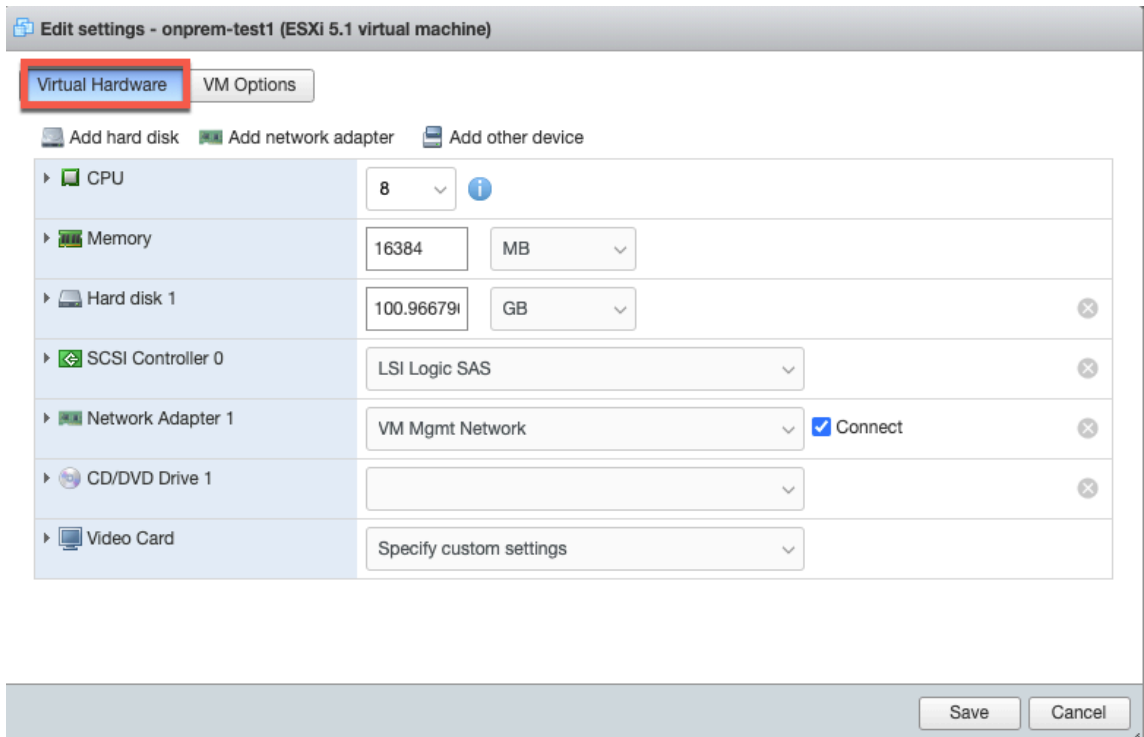 Edit settings - onprem-test1 (ESXi 5.1 virtual machine)
Virtual Hardware VM Options
Add hard disk Add network adapter Add other device
CPU 8
Memory 16384 MB
Hard disk 1 100.966796 GB
SCSI Controller 0 LSI Logic SAS
Network Adapter 1 VM Mgmt Network Connect
CD/DVD Drive 1
Video Card Specify custom settings
Save Cancel